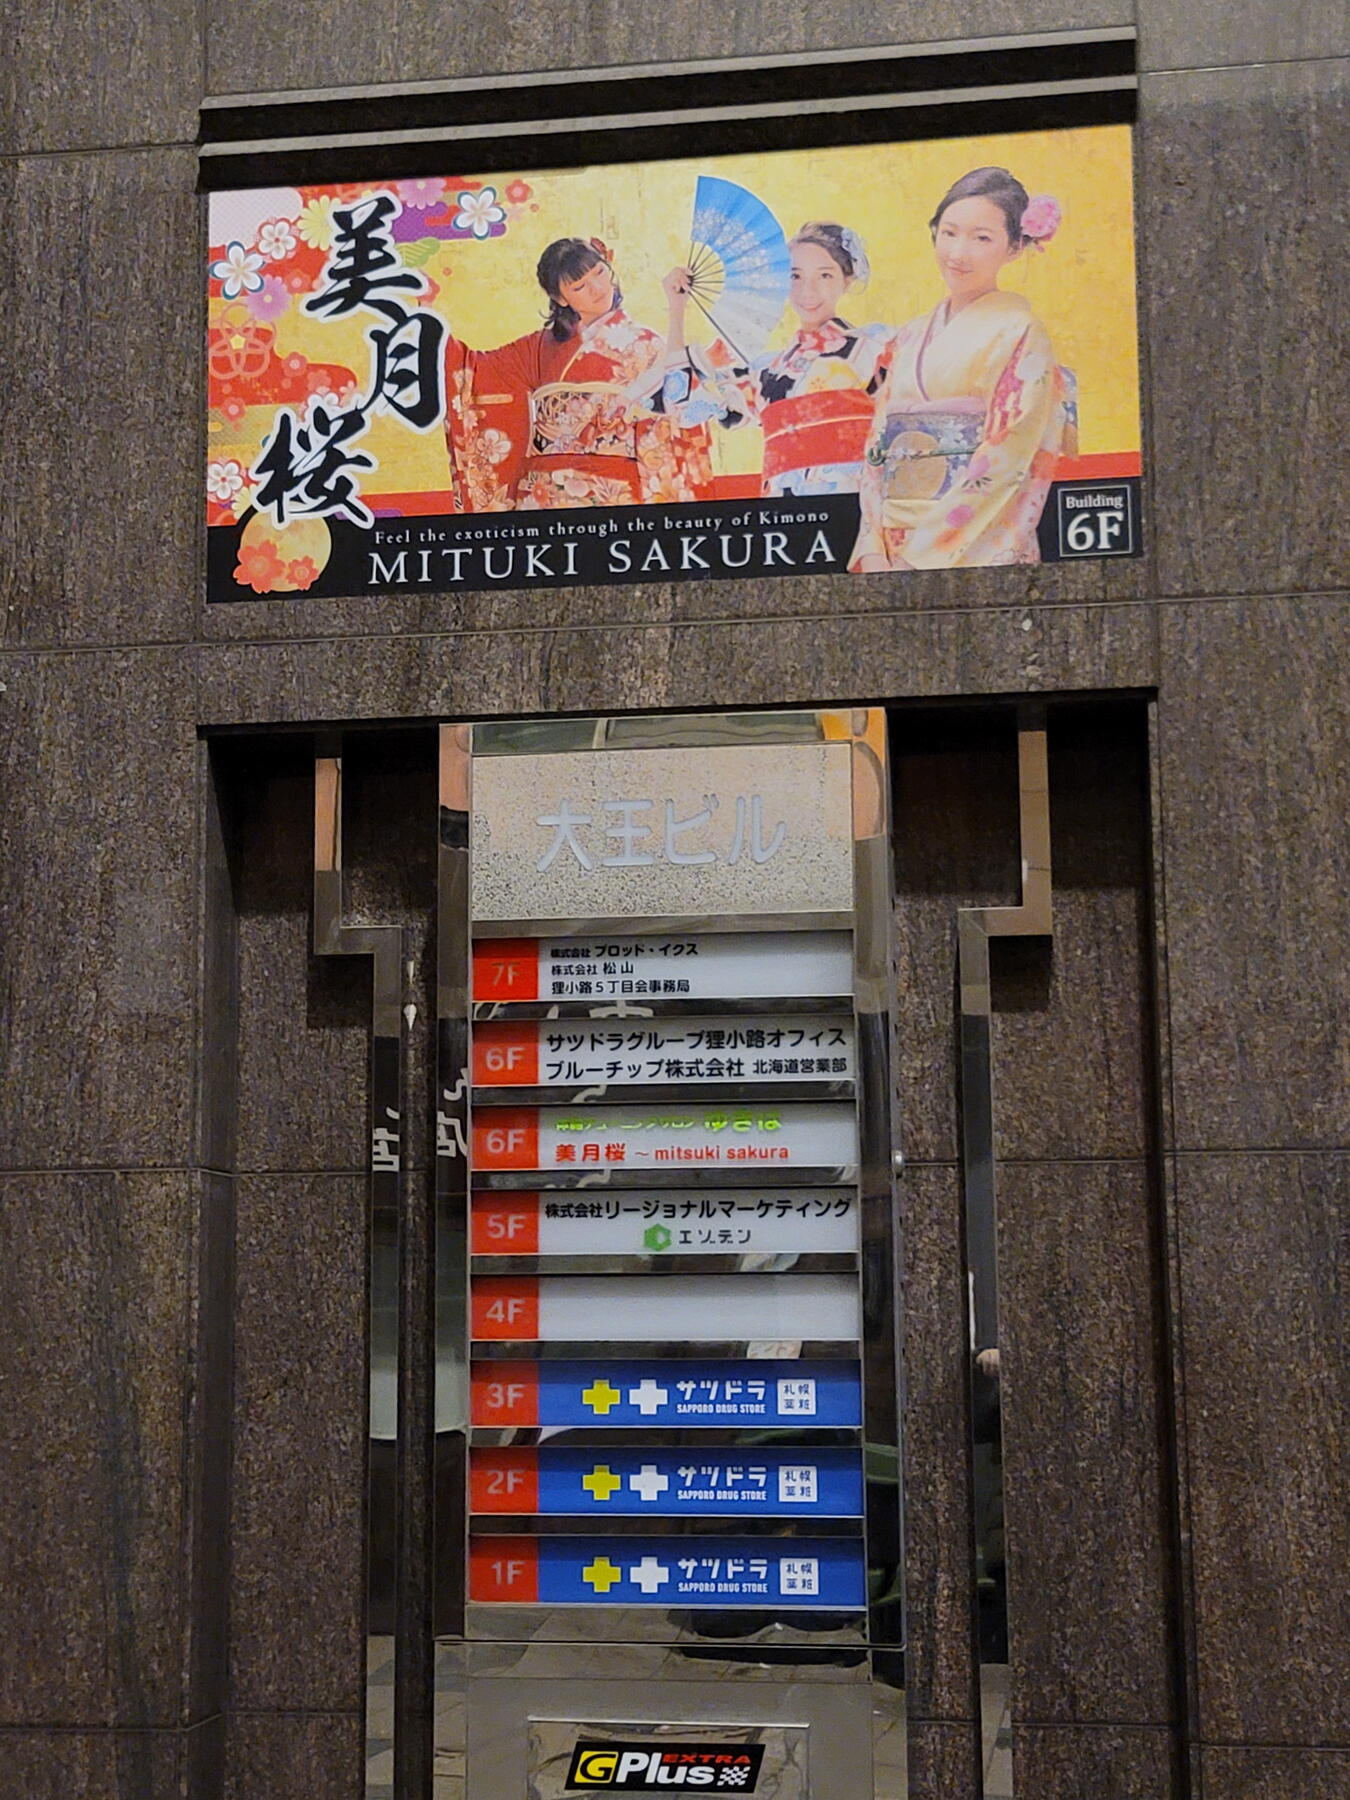 美月桜
Feel the exoticism through the beauty of Kimono
MITUKI SAKURA
Building
6F
大王ビル
7F
株式会社 ブロッド・イクス
株式会社 松山
狸小路5丁目会事務局
6F
サツドラグループ狸小路オフィス
ブルーチップ株式会社 北海道営業部
6F
ゆきは
美月桜 ~ mitsuki sakura
5F
株式会社リージョナルマーケティング
エゾデン
4F
3F
サツドラ
SAPPORO DRUG STORE
札幌
薬粧
2F
サツドラ
SAPPORO DRUG STORE
札幌
薬粧
1F
サツドラ
SAPPORO DRUG STORE
札幌
薬粧
GPlus EXTRA